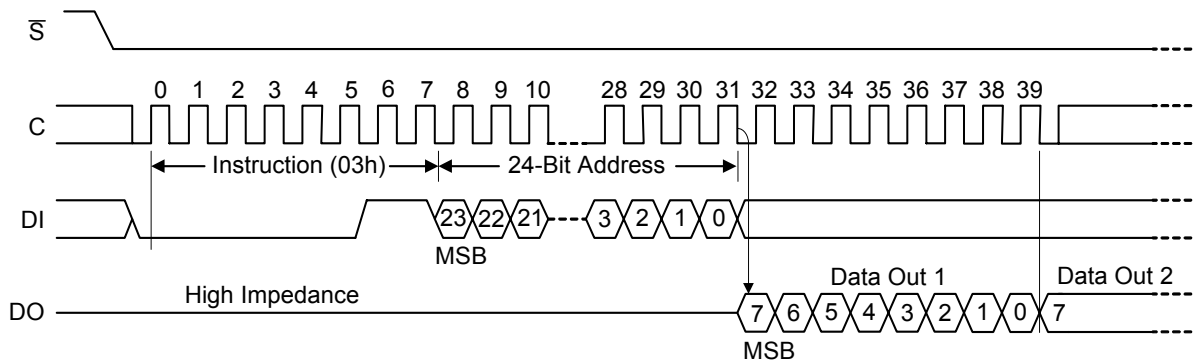 S̅
0 1 2 3 4 5 6 7 8 9 10 28 29 30 31 32 33 34 35 36 37 38 39
C
Instruction (03h) 24-Bit Address
DI 23 22 21 3 2 1 0
MSB
Data Out 1 Data Out 2
High Impedance
DO 7 6 5 4 3 2 1 0 7
MSB